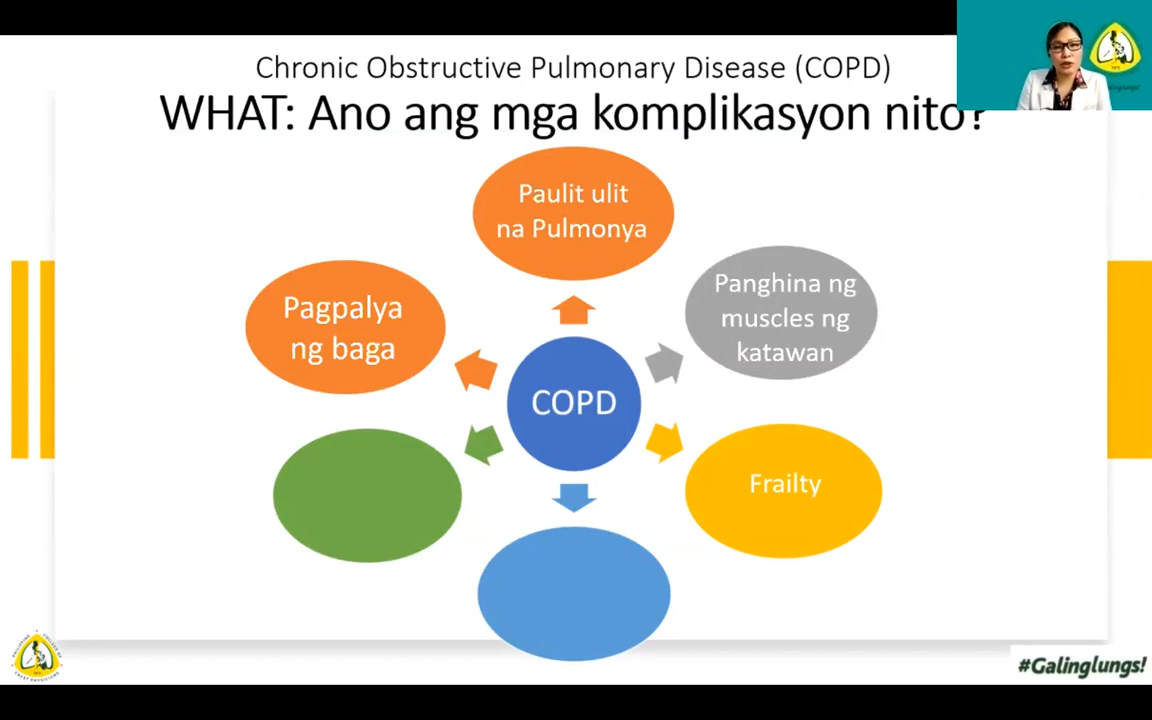 Chronic Obstructive Pulmonary Disease (COPD)
WHAT: Ano ang mga komplikasyon nito?
Paulit ulit
na Pulmonya
Pagpalya
ng baga
Panghina ng
muscles ng
katawan
COPD
Frailty
#Galinglungs!